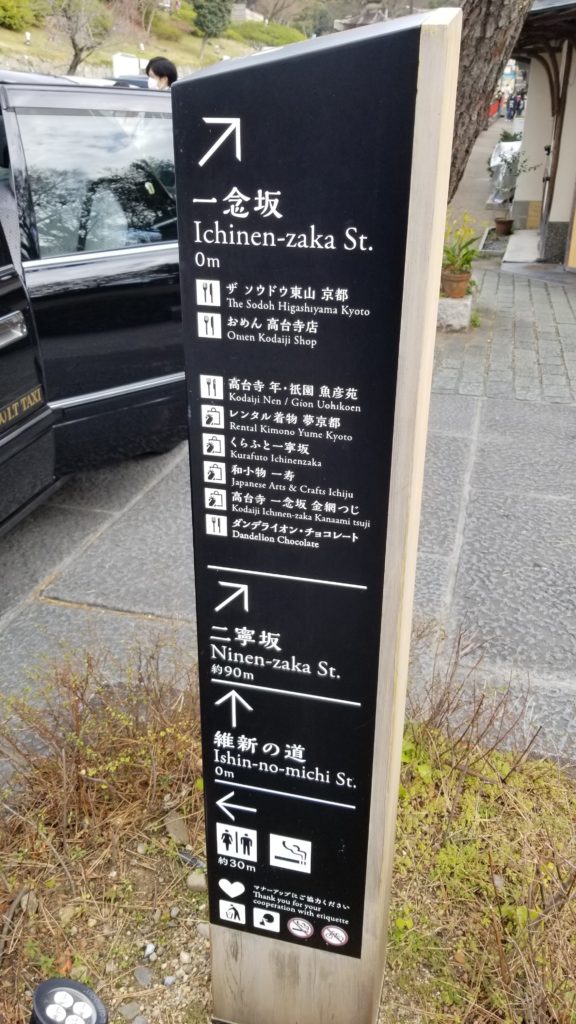 一念坂
Ichinen-zaka St.
0m
ザ ソウドウ東山 京都
The Sodoh Higashiyama Kyoto
おめん 高台寺店
Omen Kodaiji Shop
高台寺 年・祇園 魚彦苑
Kodaiji Nen / Gion Uohikoen
レンタル着物 夢京都
Rental Kimono Yume Kyoto
くらふと一寧坂
Kurafuto Ichinenzaka
和小物 一寿
Japanese Arts & Crafts Ichiju
高台寺 一念坂 金網つじ
Kodaiji Ichinen-zaka Kanaami tsuji
ダンデライオン・チョコレート
Dandelion Chocolate
二寧坂
Ninen-zaka St.
約90m
維新の道
Ishin-no-michi St.
0m
約30m
マナーアップにご協力ください
Thank you for your
cooperation with etiquette
ULT TAXI